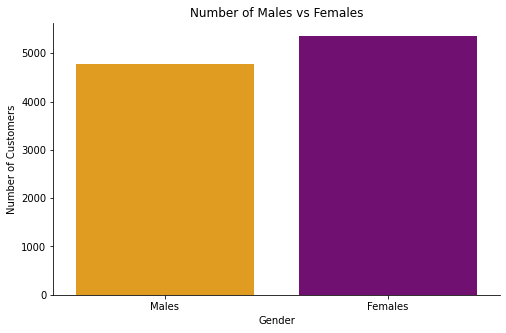 Number of Males vs Females
Number of Customers
5000
4000
3000
2000
1000
0
Males Females
Gender